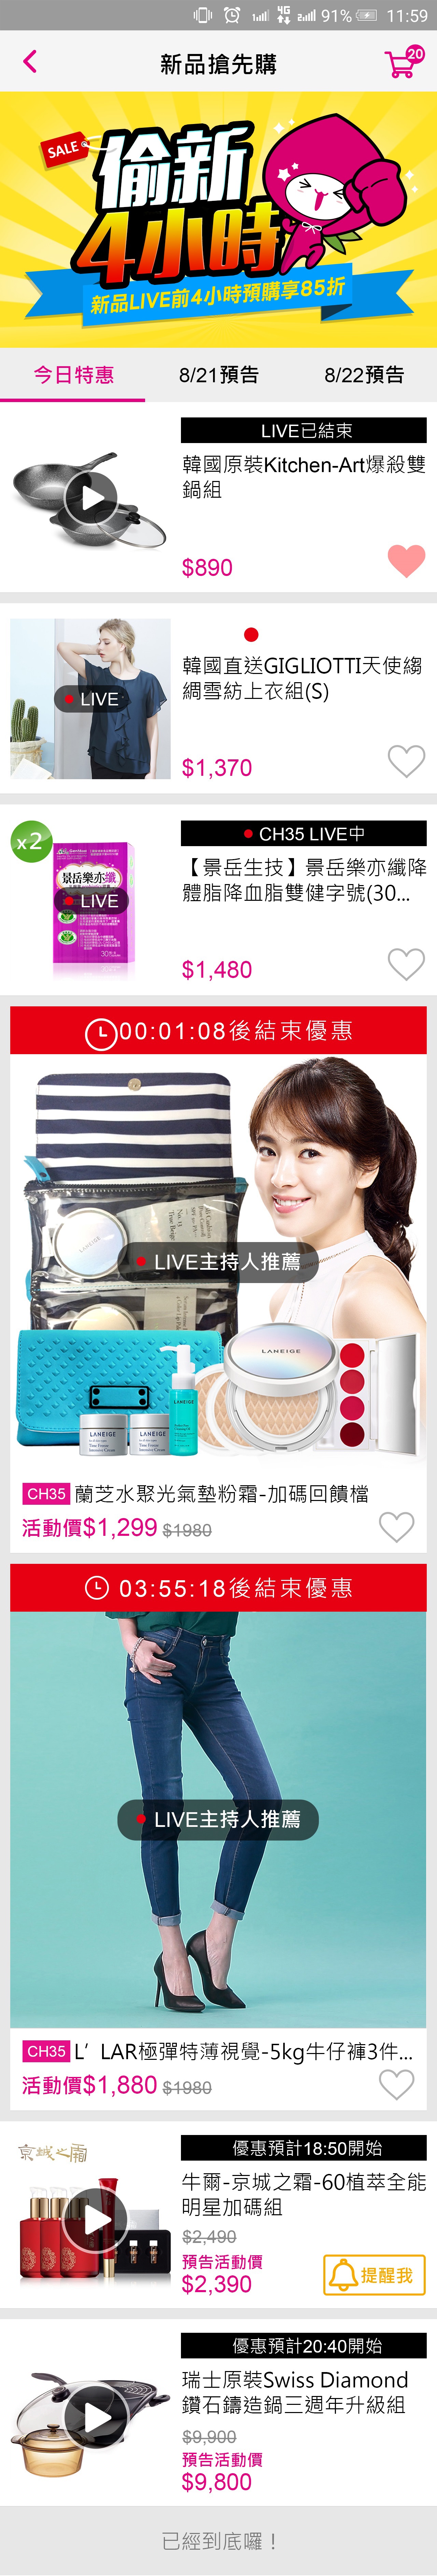 91% 11:59
新品搶先購
20
SALE
偷新
4小時
新品LIVE前4小時預購享85折
今日特惠
8/21預告
8/22預告
LIVE已結束
韓國原裝Kitchen-Art爆殺雙
鍋組
$890
LIVE
韓國直送GIGLIOTTI天使縐
綢雪紡上衣組(S)
$1,370
x2
景岳樂亦纖
LIVE
CH35 LIVE中
【景岳生技】景岳樂亦纖降
體脂降血脂雙健字號(30...
$1,480
00:01:08後結束優惠
LIVE主持人推薦
LANEIGE
LANEIGE
LANEIGE
LANEIGE
CH35 蘭芝水聚光氣墊粉霜-加碼回饋檔
活動價$1,299 $1980
03:55:18後結束優惠
LIVE主持人推薦
CH35 L’LAR極彈特薄視覺-5kg牛仔褲3件...
活動價$1,880 $1980
京城之霜
優惠預計18:50開始
牛爾-京城之霜-60植萃全能
明星加碼組
$2,490
預告活動價
$2,390
提醒我
優惠預計20:40開始
瑞士原裝Swiss Diamond
鑽石鑄造鍋三週年升級組
$9,900
預告活動價
$9,800
已經到底囉！